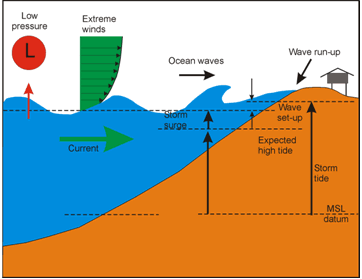 Low
pressure
L
Extreme
winds
Ocean waves
Wave run-up
Storm
surge
Wave
set-up
Current
Expected
high tide
Storm
tide
MSL
datum